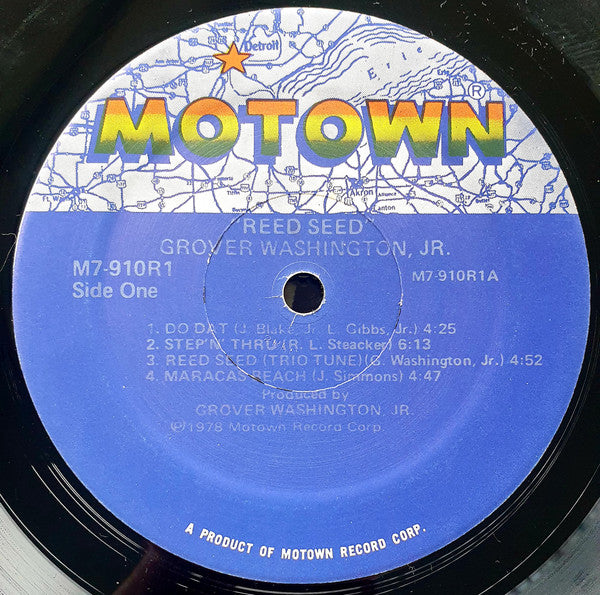 Detroit
Erie
MOTOWN®
Akron
Canton
REED SEED
GROVER WASHINGTON, JR.
M7-910R1
Side One
M7-910R1A
1. DO DAT (J. Blake, Jr. L. Gibbs, Jr.) 4:25
2. STEP'N' THRU (R. L. Steacker) 6:13
3. REED SEED (TRIO TUNE) (G. Washington, Jr.) 4:52
4. MARACAS BEACH (J. Simmons) 4:47
Produced by
GROVER WASHINGTON, JR.
℗1978 Motown Record Corp.
A PRODUCT OF MOTOWN RECORD CORP.